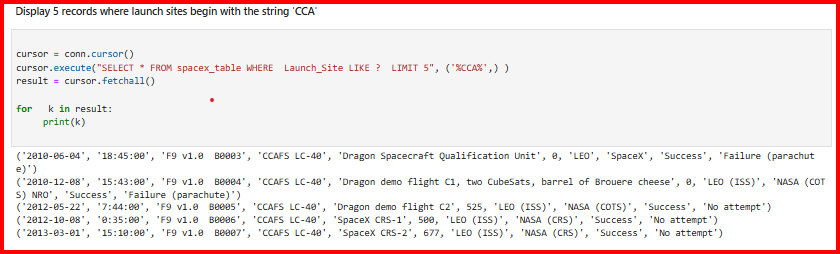 Display 5 records where launch sites begin with the string 'CCA'
cursor = conn.cursor()
cursor.execute("SELECT * FROM spacex_table WHERE  Launch_Site LIKE ?  LIMIT 5", ('%CCA%',) )
result = cursor.fetchall()
for   k in result:
     print(k)
('2010-06-04', '18:45:00', 'F9 v1.0  B0003', 'CCAFS LC-40', 'Dragon Spacecraft Qualification Unit', 0, 'LEO', 'SpaceX', 'Success', 'Failure (parachut
e)')
('2010-12-08', '15:43:00', 'F9 v1.0  B0004', 'CCAFS LC-40', 'Dragon demo flight C1, two CubeSats, barrel of Brouere cheese', 0, 'LEO (ISS)', 'NASA (COT
S) NRO', 'Success', 'Failure (parachute)')
('2012-05-22', '7:44:00', 'F9 v1.0  B0005', 'CCAFS LC-40', 'Dragon demo flight C2', 525, 'LEO (ISS)', 'NASA (COTS)', 'Success', 'No attempt')
('2012-10-08', '0:35:00', 'F9 v1.0  B0006', 'CCAFS LC-40', 'SpaceX CRS-1', 500, 'LEO (ISS)', 'NASA (CRS)', 'Success', 'No attempt')
('2013-03-01', '15:10:00', 'F9 v1.0  B0007', 'CCAFS LC-40', 'SpaceX CRS-2', 677, 'LEO (ISS)', 'NASA (CRS)', 'Success', 'No attempt')